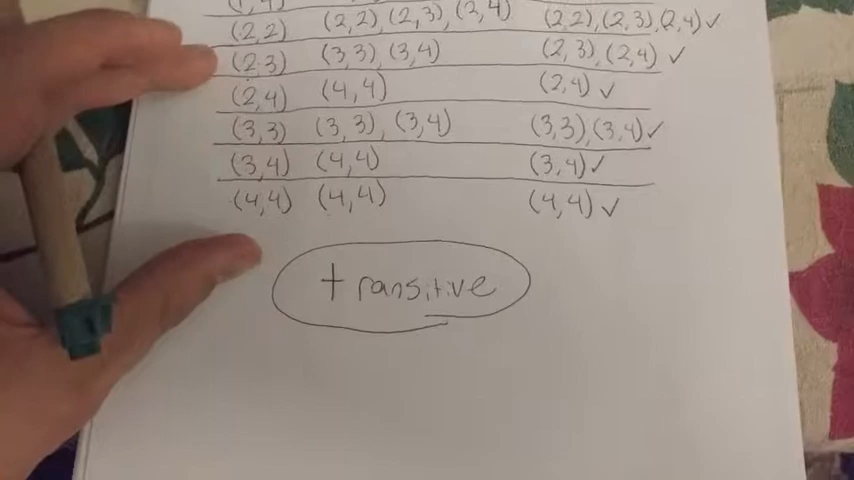 (1,4)
(2,2) (2,2),(2,3),(2,4) (2,2),(2,3),(2,4)✓
(2,3) (3,3),(3,4) (2,3),(2,4) ✓
(2,4) (4,4) (2,4) ✓
(3,3) (3,3),(3,4) (3,3),(3,4)✓
(3,4) (4,4) (3,4)✓
(4,4) (4,4) (4,4) ✓
transitive